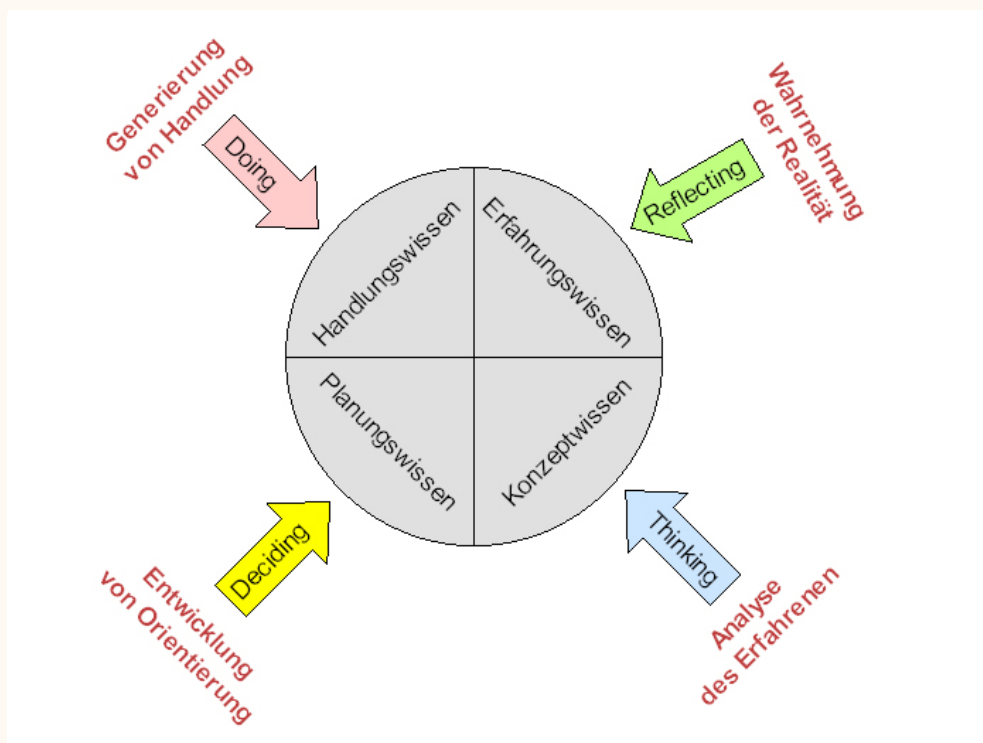 Generierung
von Handlung
Doing
Wahrnehmung
der Realität
Reflecting
Handlungswissen
Erfahrungswissen
Planungswissen
Konzeptwissen
Deciding
Entwicklung
von Orientierung
Thinking
Analyse
des Erfahrenen